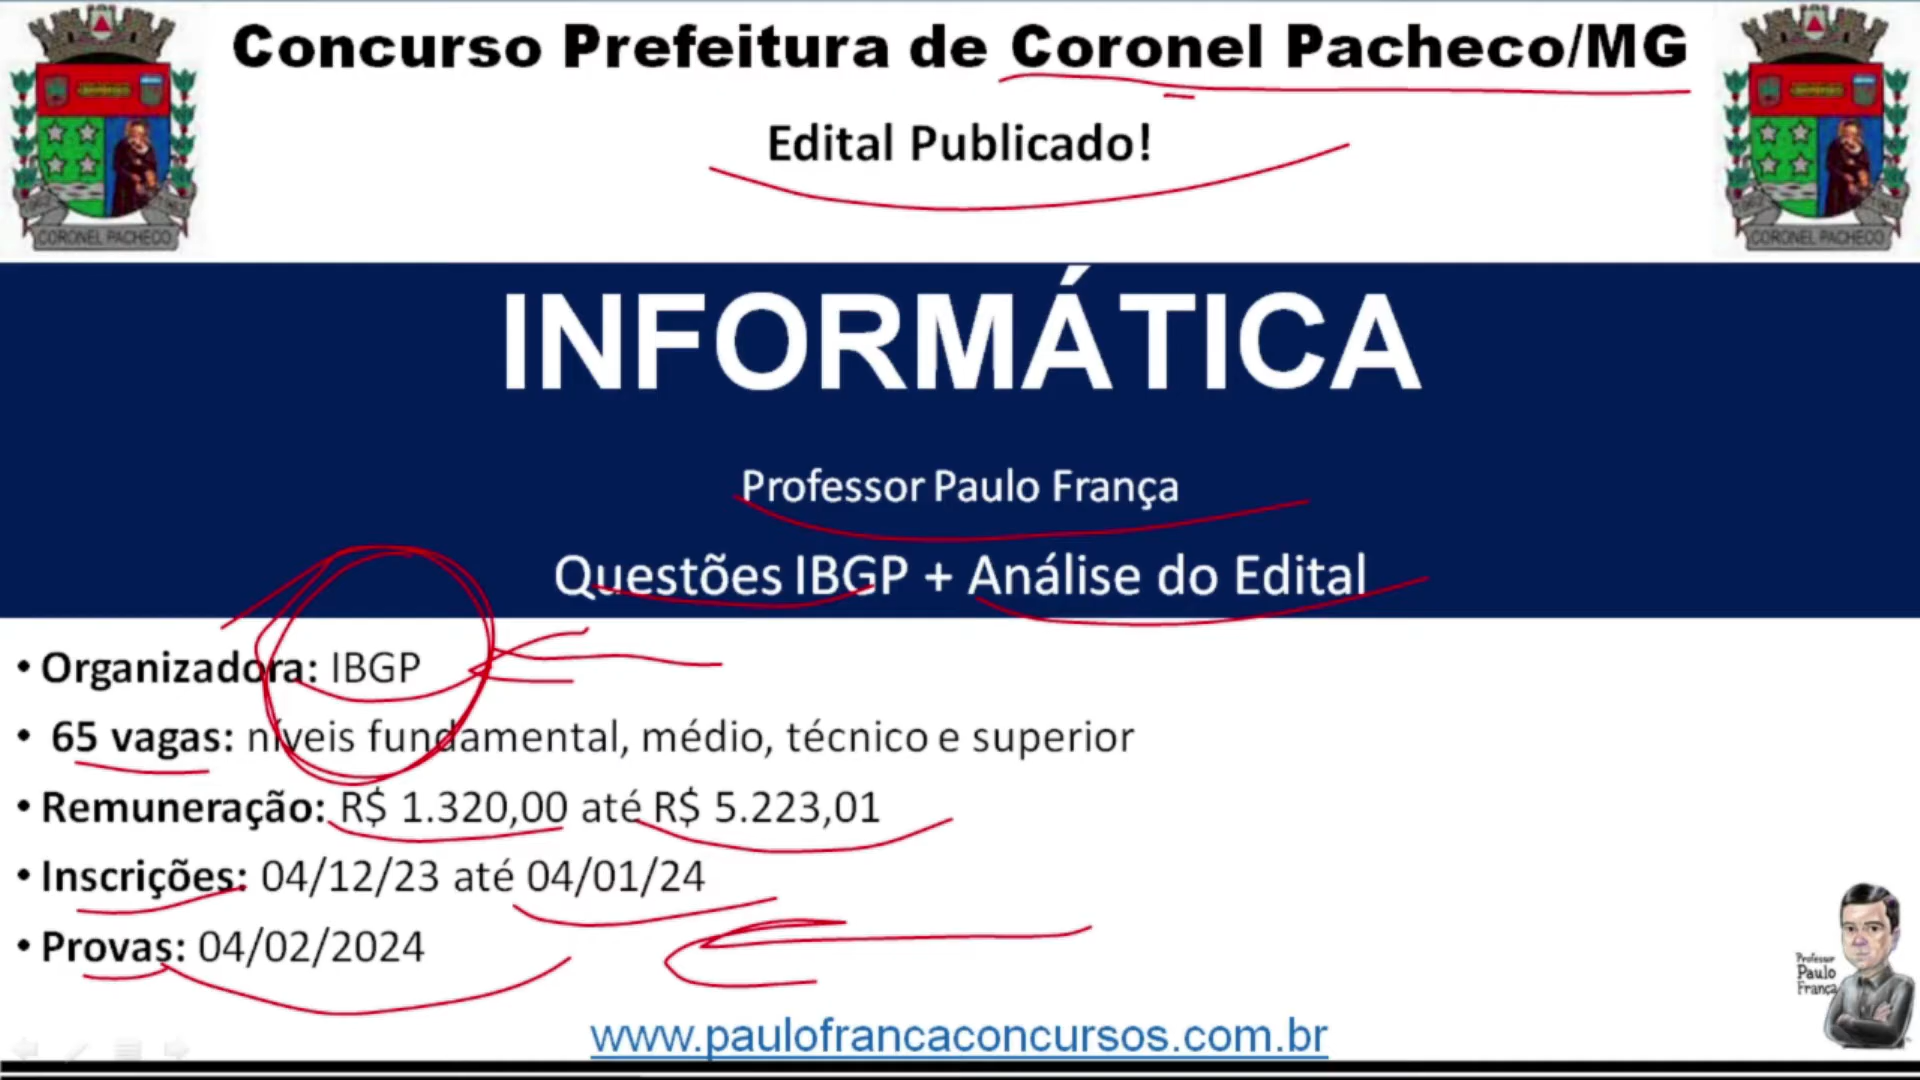 Concurso Prefeitura de Coronel Pacheco/MG
Edital Publicado!
CORONEL PACHECO
CORONEL PACHECO
INFORMÁTICA
Professor Paulo França
Questões IBGP + Análise do Edital
• Organizadora: IBGP
• 65 vagas: níveis fundamental, médio, técnico e superior
• Remuneração: R$ 1.320,00 até R$ 5.223,01
• Inscrições: 04/12/23 até 04/01/24
• Provas: 04/02/2024
Professor
Paulo
França
www.paulofrancaconcursos.com.br